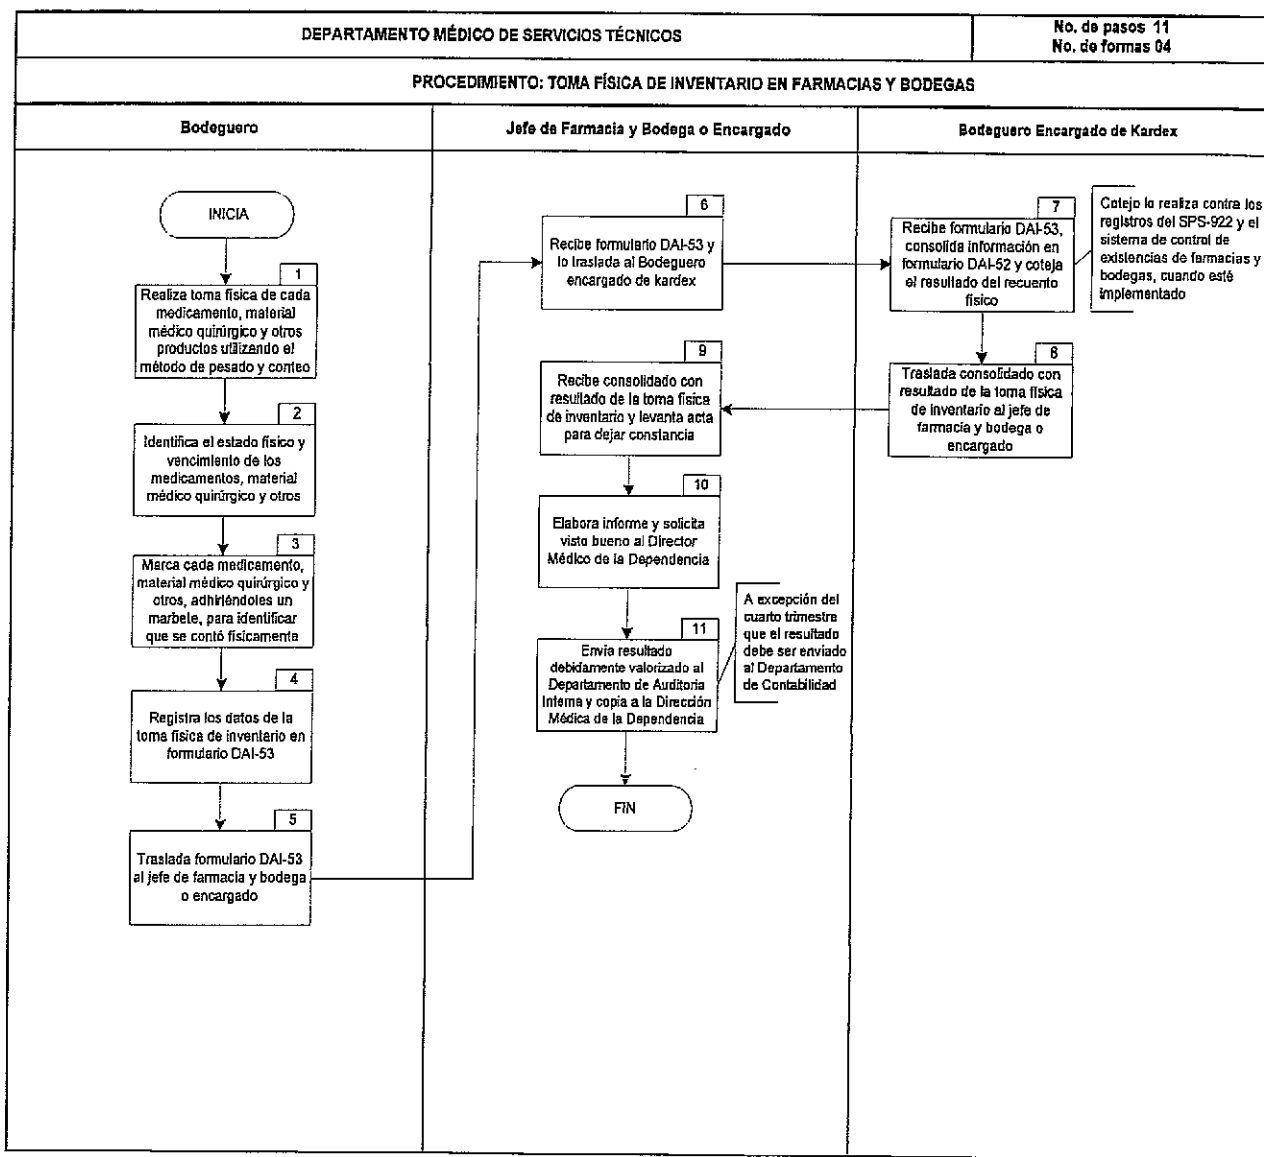 DEPARTAMENTO MÉDICO DE SERVICIOS TÉCNICOS
No. de pasos 11
No. de formas 04
PROCEDIMIENTO: TOMA FÍSICA DE INVENTARIO EN FARMACIAS Y BODEGAS
Bodeguero
Jefe de Farmacia y Bodega o Encargado
Bodeguero Encargado de Kardex
INICIA
1
Realiza toma física de cada
medicamento, material
médico quirúrgico y otros
productos utilizando el
método de pesado y conteo
2
Identifica el estado físico y
vencimiento de los
medicamentos, material
médico quirúrgico y otros
3
Marca cada medicamento,
material médico quirúrgico y
otros, adhiriéndoles un
marbete, para identificar
que se contó físicamente
4
Registra los datos de la
toma física de inventario en
formulario DAI-53
5
Traslada formulario DAI-53
al jefe de farmacia y bodega
o encargado
6
Recibe formulario DAI-53 y
lo traslada al Bodeguero
encargado de kardex
7
Recibe formulario DAI-53,
consolida información en
formulario DAI-52 y coteja
el resultado del recuento
físico
Cotejo lo realiza contra los
registros del SPS-922 y el
sistema de control de
existencias de farmacias y
bodegas, cuando esté
implementado
8
Traslada consolidado con
resultado de la toma física
de inventario al jefe de
farmacia y bodega o
encargado
9
Recibe consolidado con
resultado de la toma física
de inventario y levanta acta
para dejar constancia
10
Elabora informe y solicita
visto bueno al Director
Médico de la Dependencia
11
Envía resultado
debidamente valorizado al
Departamento de Auditoria
Interna y copia a la Dirección
Médica de la Dependencia
A excepción del
cuarto trimestre
que el resultado
debe ser enviado
al Departamento
de Contabilidad
FIN